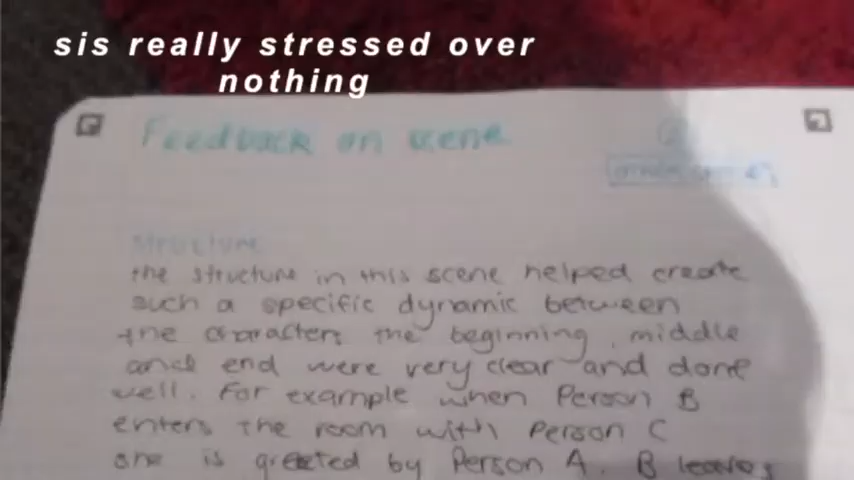 sis really stressed over
nothing
Feedback on scene
Structure
the structure in this scene helped create
such a specific dynamic between
the characters the beginning, middle
and end were very clear and done
well. For example when Person B
enters the room with Person C
she is greeted by Person A. B leaves